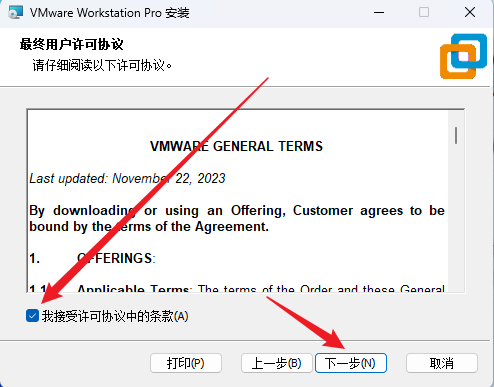 VMware Workstation Pro 安装
最终用户许可协议
请仔细阅读以下许可协议。
VMWARE GENERAL TERMS
Last updated: November 22, 2023
By downloading or using an Offering, Customer agrees to be
bound by the terms of the Agreement.
1. OFFERINGS:
1.1. Applicable Terms: The terms of the Order and these General
我接受许可协议中的条款(A)
打印(P) 上一步(B) 下一步(N) 取消